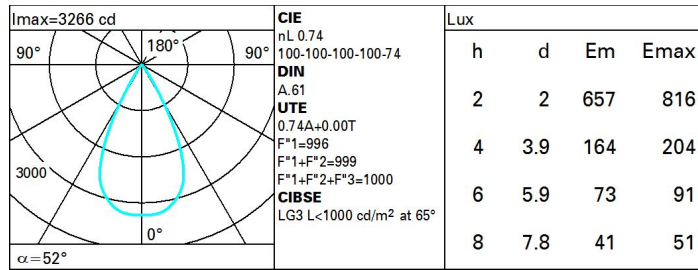 Imax=3266 cd
90° 180° 90°
3000
0°
α=52°
CIE
nL 0.74
100-100-100-100-74
DIN
A.61
UTE
0.74A+0.00T
F"1=996
F"1+F"2=999
F"1+F"2+F"3=1000
CIBSE
LG3 L<1000 cd/m² at 65°
Lux
h d Em Emax
2 2 657 816
4 3.9 164 204
6 5.9 73 91
8 7.8 41 51